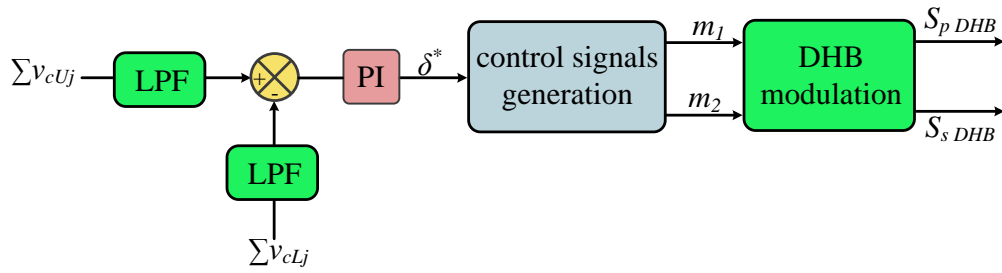 ∑v_cUj
LPF
+
-
PI
δ*
control signals
generation
m_1
m_2
DHB
modulation
S_p DHB
S_s DHB
LPF
∑v_cLj